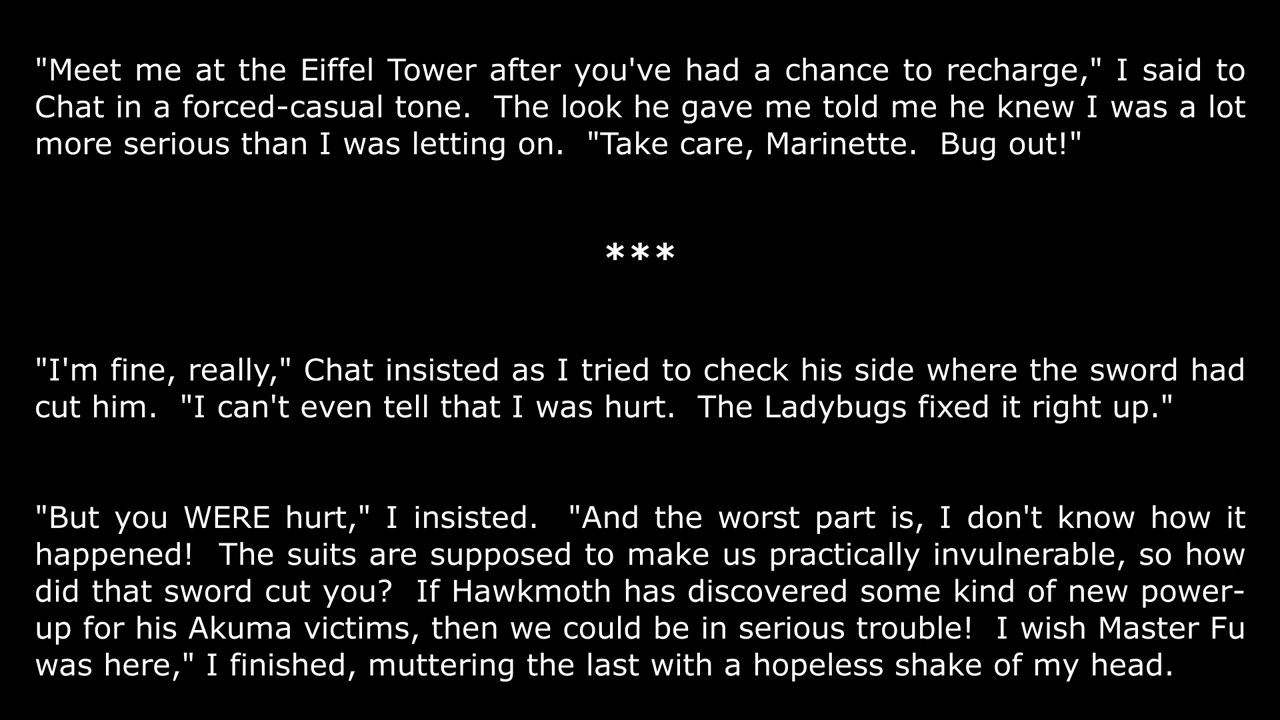 "Meet me at the Eiffel Tower after you've had a chance to recharge," I said to
Chat in a forced-casual tone.  The look he gave me told me he knew I was a lot
more serious than I was letting on.  "Take care, Marinette.  Bug out!"
***
"I'm fine, really," Chat insisted as I tried to check his side where the sword had
cut him.  "I can't even tell that I was hurt.  The Ladybugs fixed it right up."
"But you WERE hurt," I insisted.  "And the worst part is, I don't know how it
happened!  The suits are supposed to make us practically invulnerable, so how
did that sword cut you?  If Hawkmoth has discovered some kind of new power-
up for his Akuma victims, then we could be in serious trouble!  I wish Master Fu
was here," I finished, muttering the last with a hopeless shake of my head.